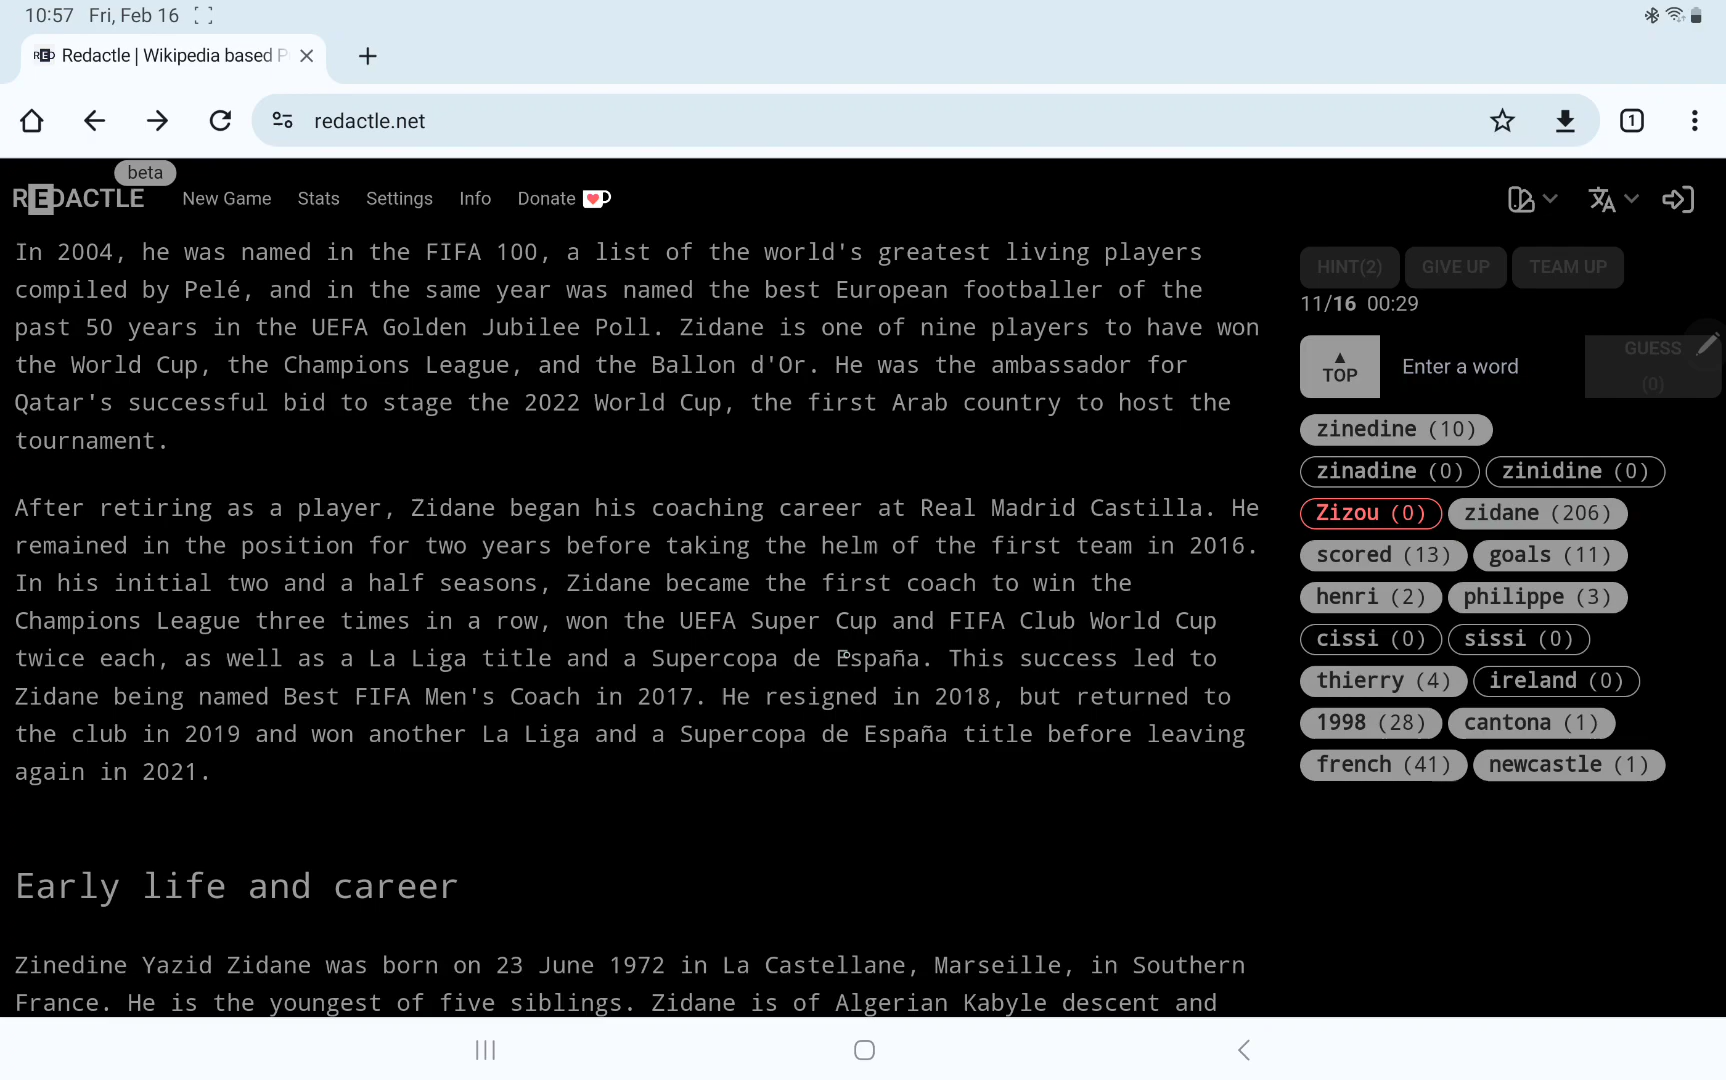 10:57 Fri, Feb 16
RED Redactle | Wikipedia based P
redactle.net
1
beta
REDACTLE New Game Stats Settings Info Donate
In 2004, he was named in the FIFA 100, a list of the world's greatest living players
compiled by Pelé, and in the same year was named the best European footballer of the
past 50 years in the UEFA Golden Jubilee Poll. Zidane is one of nine players to have won
the World Cup, the Champions League, and the Ballon d'Or. He was the ambassador for
Qatar's successful bid to stage the 2022 World Cup, the first Arab country to host the
tournament.
After retiring as a player, Zidane began his coaching career at Real Madrid Castilla. He
remained in the position for two years before taking the helm of the first team in 2016.
In his initial two and a half seasons, Zidane became the first coach to win the
Champions League three times in a row, won the UEFA Super Cup and FIFA Club World Cup
twice each, as well as a La Liga title and a Supercopa de España. This success led to
Zidane being named Best FIFA Men's Coach in 2017. He resigned in 2018, but returned to
the club in 2019 and won another La Liga and a Supercopa de España title before leaving
again in 2021.
Early life and career
Zinedine Yazid Zidane was born on 23 June 1972 in La Castellane, Marseille, in Southern
France. He is the youngest of five siblings. Zidane is of Algerian Kabyle descent and
HINT(2) GIVE UP TEAM UP
11/16 00:29
▲
TOP
Enter a word
GUESS
(0)
zinedine (10)
zinadine (0) zinidine (0)
Zizou (0) zidane (206)
scored (13) goals (11)
henri (2) philippe (3)
cissi (0) sissi (0)
thierry (4) ireland (0)
1998 (28) cantona (1)
french (41) newcastle (1)